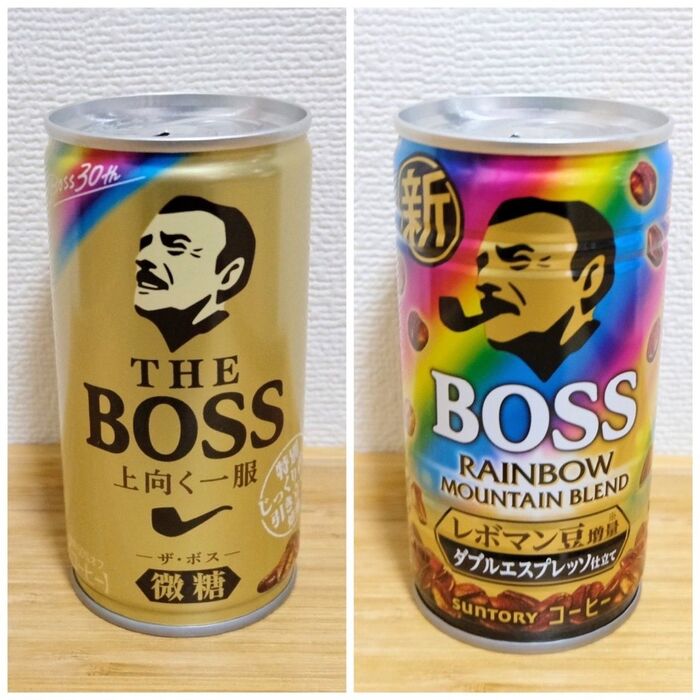 Boss 30th
THE
BOSS
上向く一服
ザ・ボス
微糖
新
BOSS
RAINBOW
MOUNTAIN BLEND
レボマン豆増量※
ダブルエスプレッソ仕立て
SUNTORY コーヒー